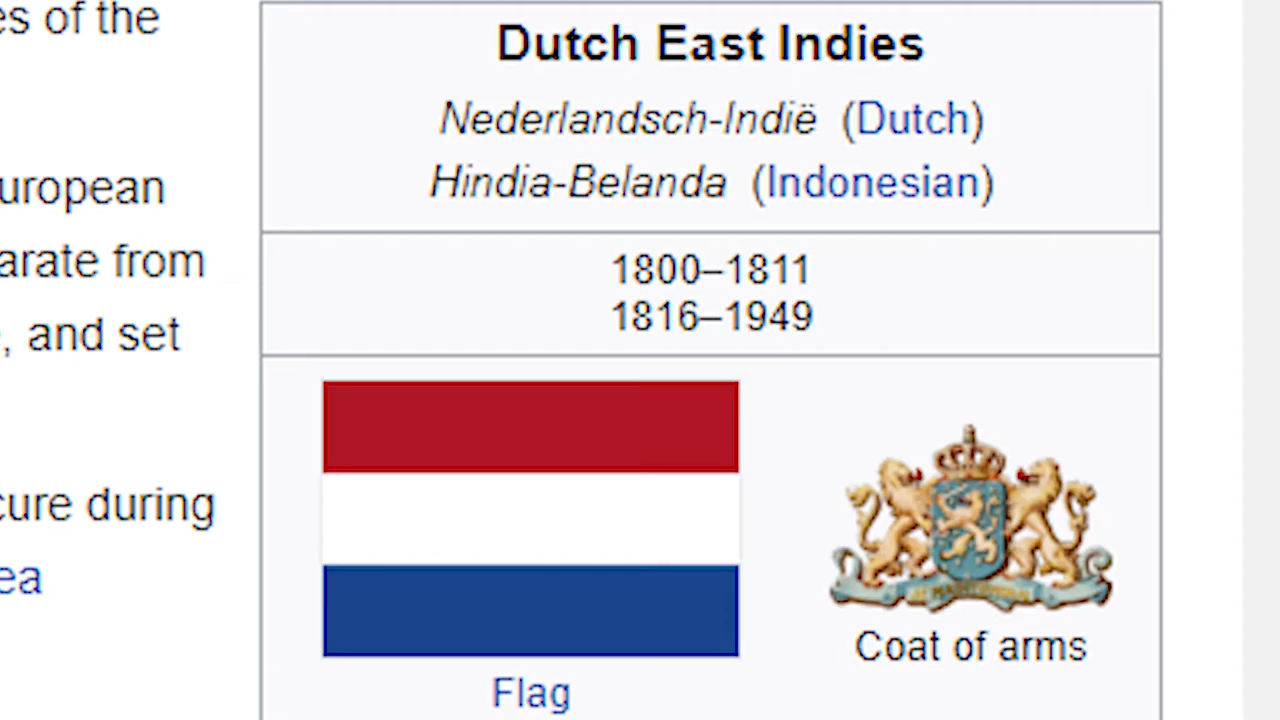 es of the
uropean
arate from
, and set
cure during
ea
Dutch East Indies
Nederlandsch-Indië (Dutch)
Hindia-Belanda (Indonesian)
1800–1811
1816–1949
Flag
Coat of arms